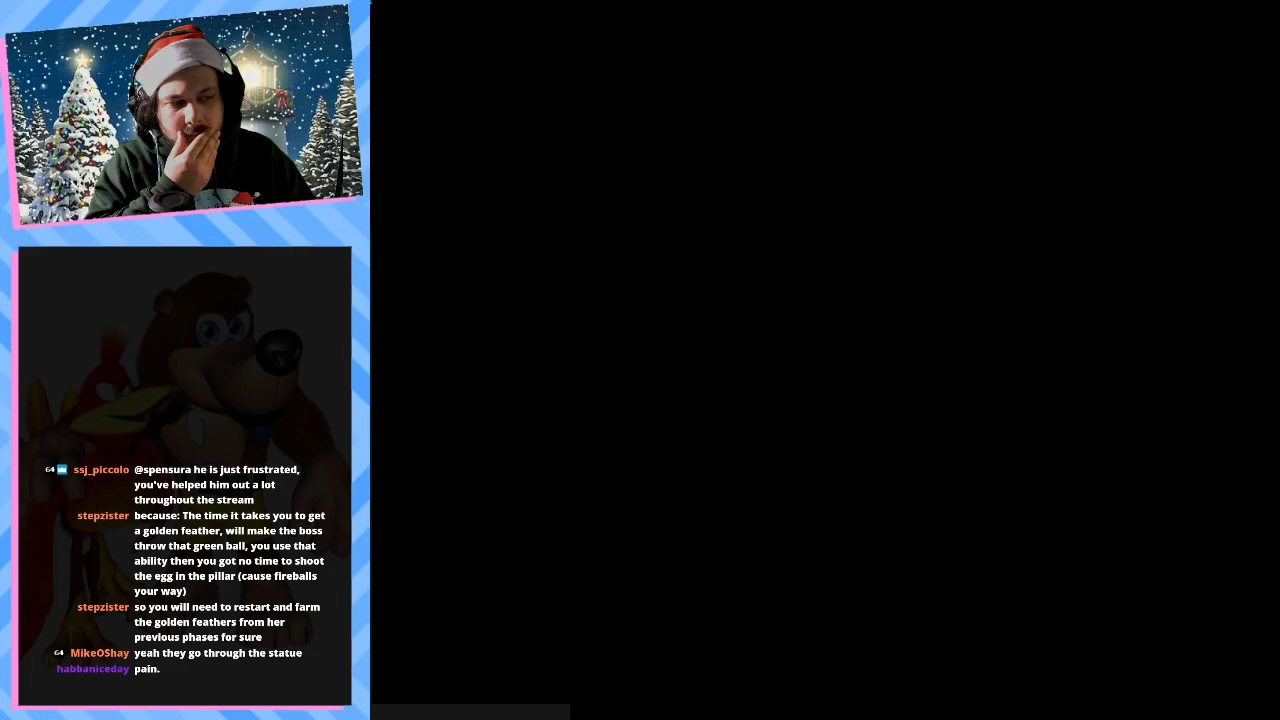 64 ssj_piccolo @spensura he is just frustrated,
you've helped him out a lot
throughout the stream
stepzister because: The time it takes you to get
a golden feather, will make the boss
throw that green ball, you use that
ability then you got no time to shoot
the egg in the pillar (cause fireballs
your way)
stepzister so you will need to restart and farm
the golden feathers from her
previous phases for sure
64 MikeOShay yeah they go through the statue
habbaniceday pain.